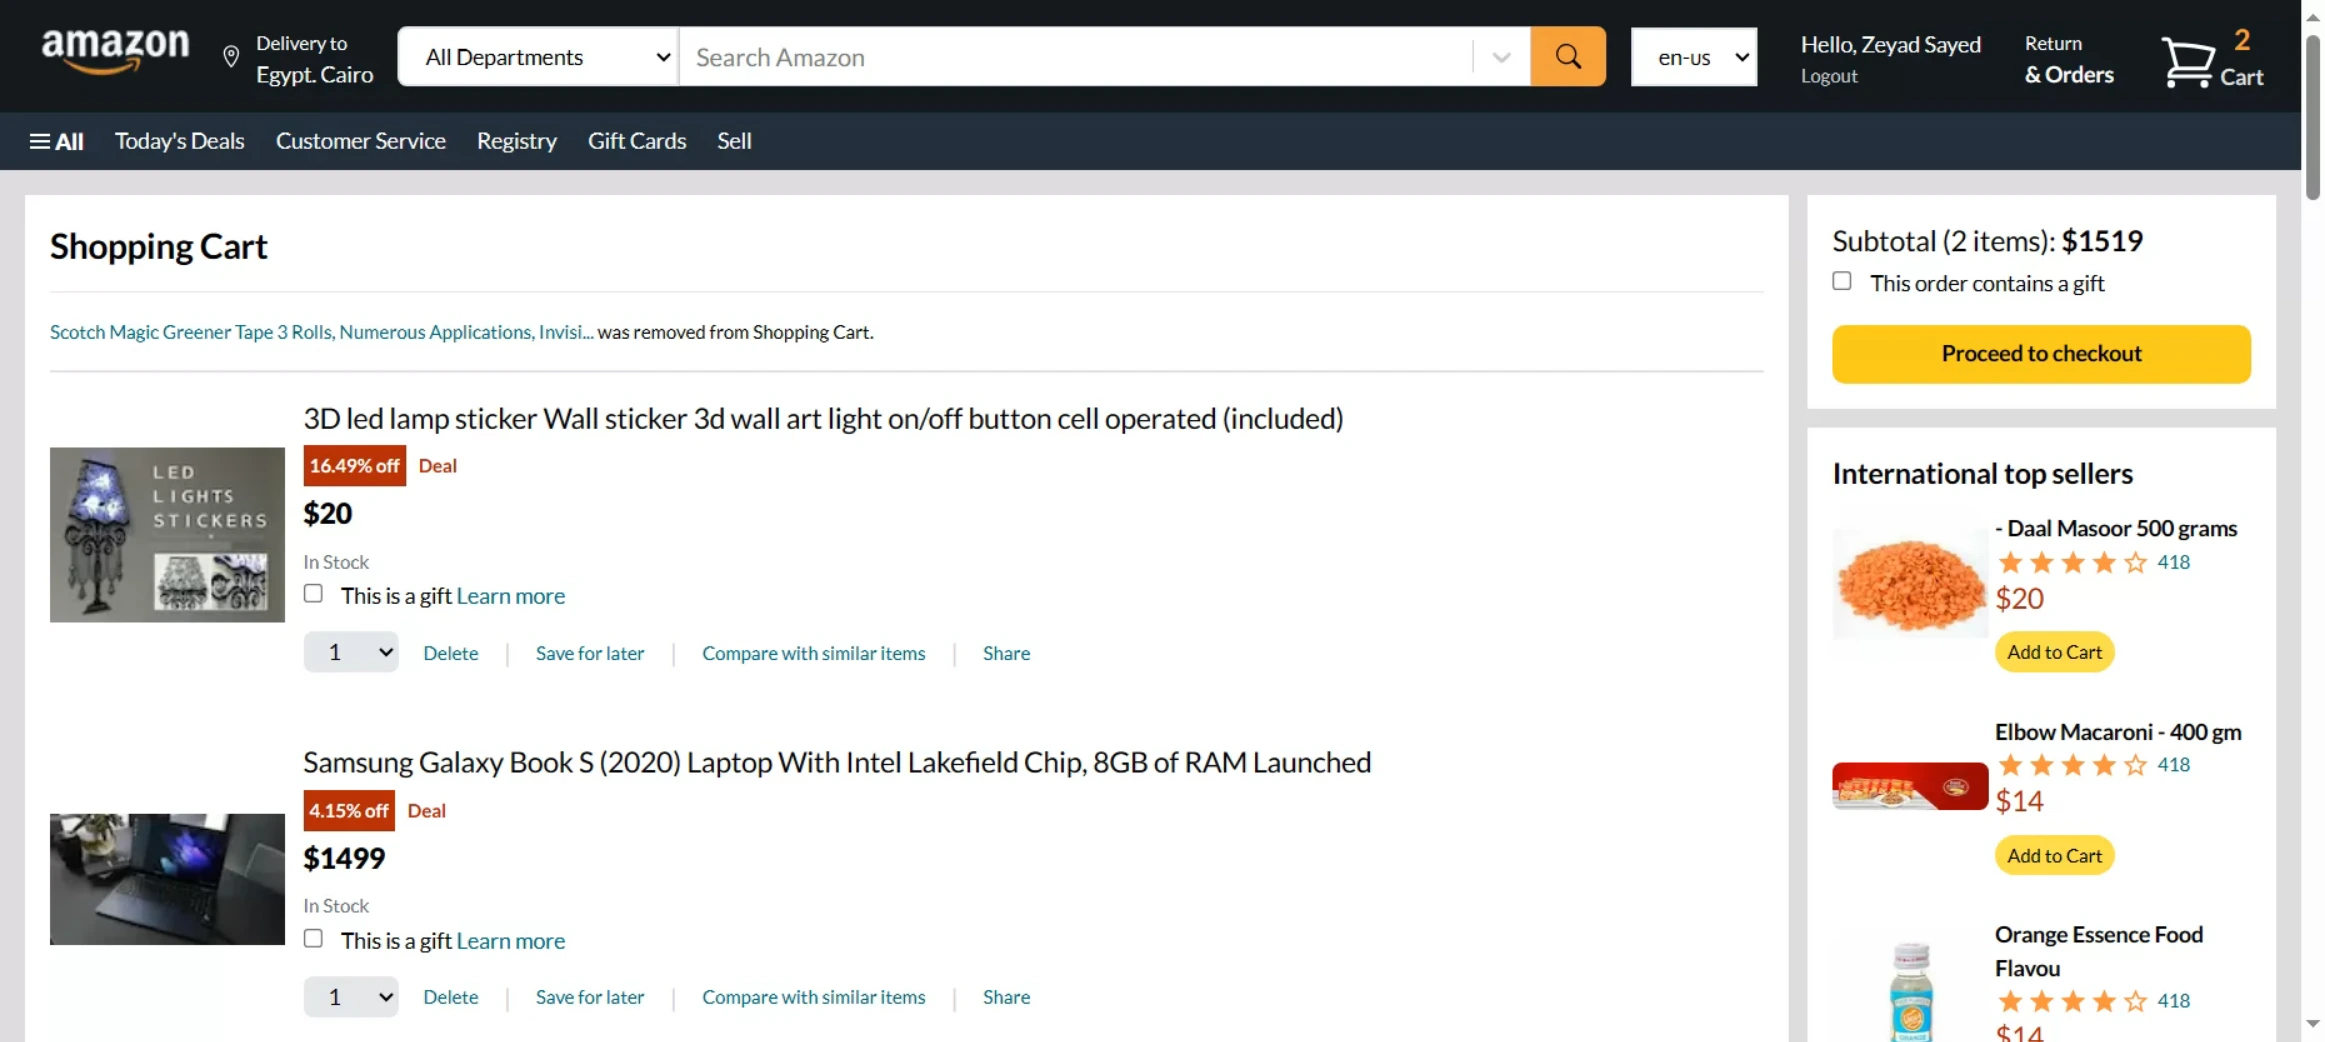 amazon
Delivery to
Egypt. Cairo
All Departments
Search Amazon
en-us
Hello, Zeyad Sayed
Logout
Return
& Orders
2
Cart
All
Today's Deals
Customer Service
Registry
Gift Cards
Sell
Shopping Cart
Scotch Magic Greener Tape 3 Rolls, Numerous Applications, Invisi... was removed from Shopping Cart.
LED
LIGHTS
STICKERS
3D led lamp sticker Wall sticker 3d wall art light on/off button cell operated (included)
16.49% off Deal
$20
In Stock
This is a gift Learn more
1 Delete | Save for later | Compare with similar items | Share
Samsung Galaxy Book S (2020) Laptop With Intel Lakefield Chip, 8GB of RAM Launched
4.15% off Deal
$1499
In Stock
This is a gift Learn more
1 Delete | Save for later | Compare with similar items | Share
Subtotal (2 items): $1519
This order contains a gift
Proceed to checkout
International top sellers
- Daal Masoor 500 grams
418
$20
Add to Cart
Elbow Macaroni - 400 gm
418
$14
Add to Cart
Orange Essence Food
Flavou
418
$14